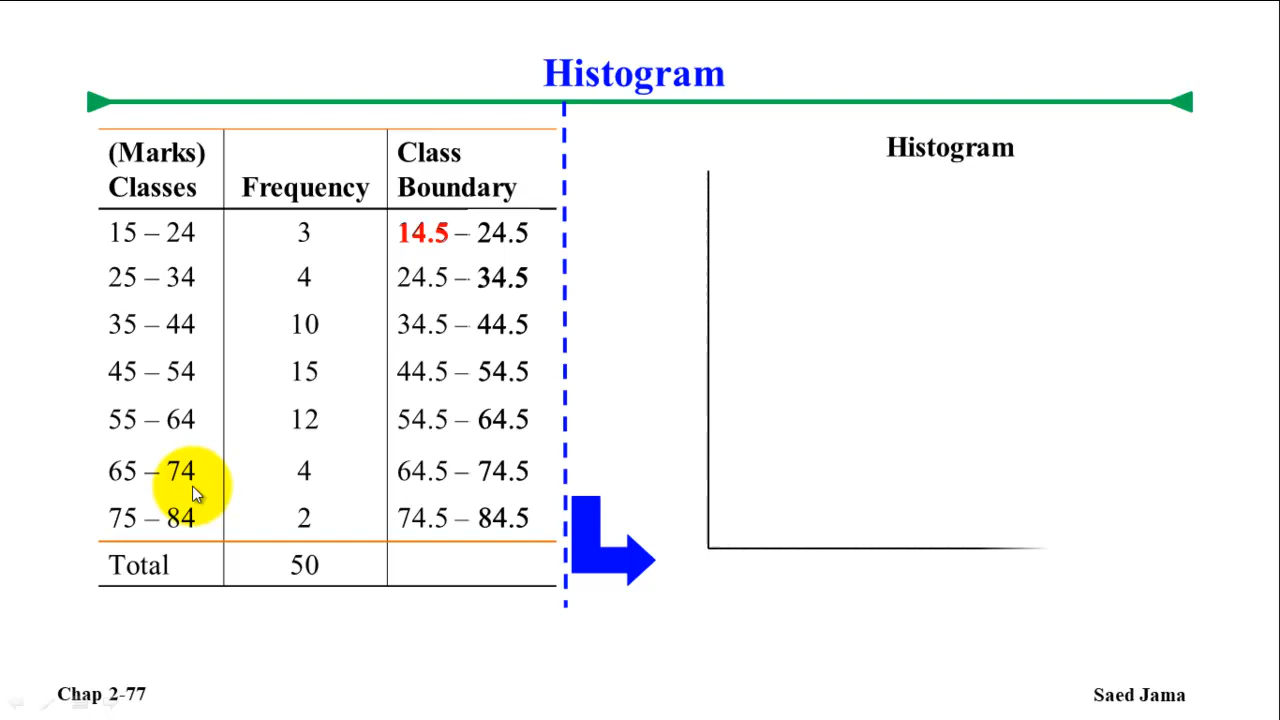 Histogram
(Marks) Classes Frequency Class Boundary
15 – 24 3 14.5 – 24.5
25 – 34 4 24.5 – 34.5
35 – 44 10 34.5 – 44.5
45 – 54 15 44.5 – 54.5
55 – 64 12 54.5 – 64.5
65 – 74 4 64.5 – 74.5
75 – 84 2 74.5 – 84.5
Total 50
Histogram
Chap 2-77
Saed Jama